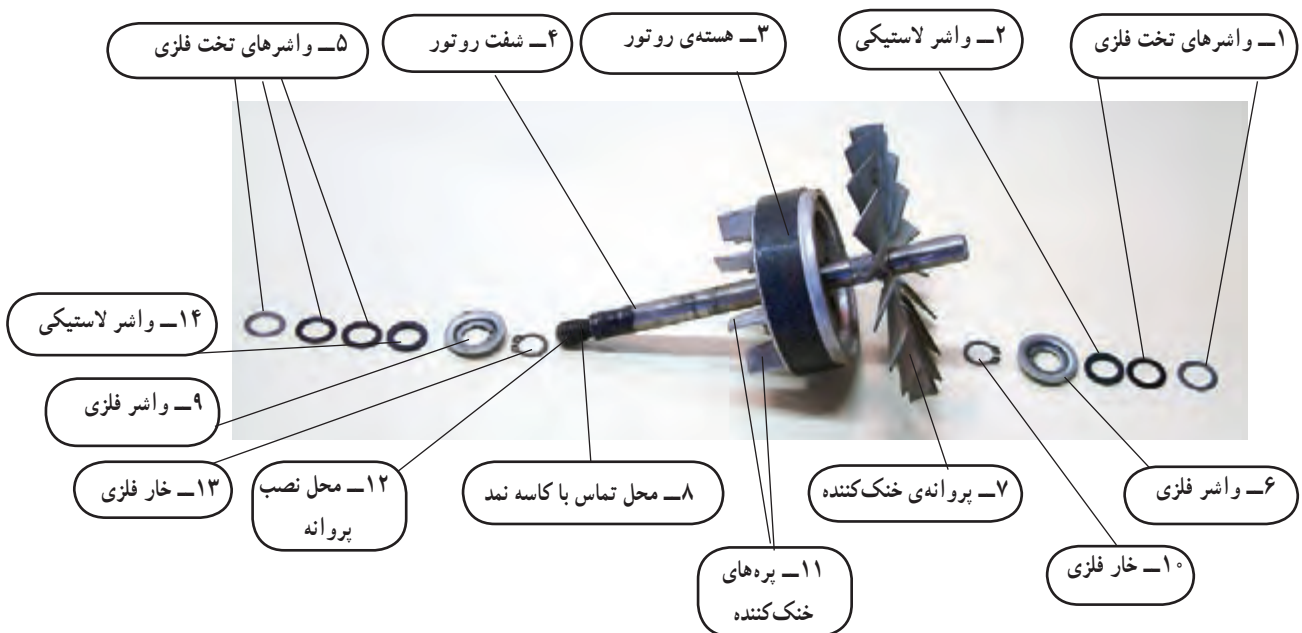 ۱ــ واشرهای تخت فلزی
۲ــ واشر لاستیکی
۳ــ هسته‌ی روتور
۴ــ شفت روتور
۵ــ واشرهای تخت فلزی
۱۴ــ واشر لاستیکی
۹ــ واشر فلزی
۱۳ــ خار فلزی
۱۲ــ محل نصب
پروانه
۸ــ محل تماس با کاسه نمد
۷ــ پروانه‌ی خنک‌کننده
۶ــ واشر فلزی
۱۱ــ پره‌های
خنک‌کننده
۱۰ــ خار فلزی